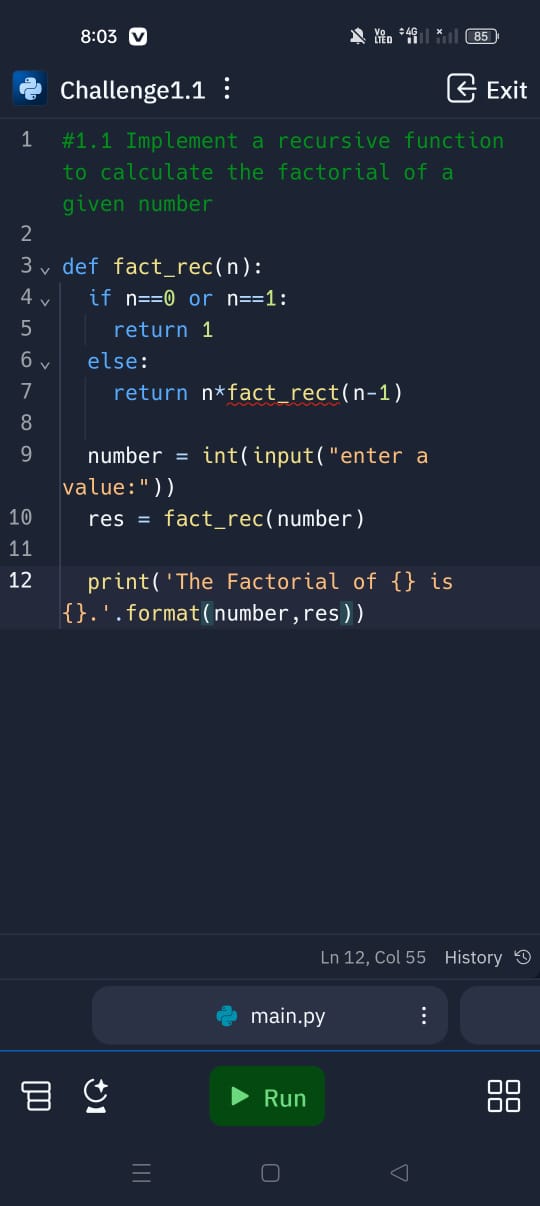 8:03
Vo LTED 4G 85
Challenge1.1 Exit
1 #1.1 Implement a recursive function
to calculate the factorial of a
given number
2
3 def fact_rec(n):
4 if n==0 or n==1:
5 return 1
6 else:
7 return n*fact_rect(n-1)
8
9 number = int(input("enter a
value:"))
10 res = fact_rec(number)
11
12 print('The Factorial of {} is
{}.'.format(number,res))
Ln 12, Col 55 History
main.py
Run